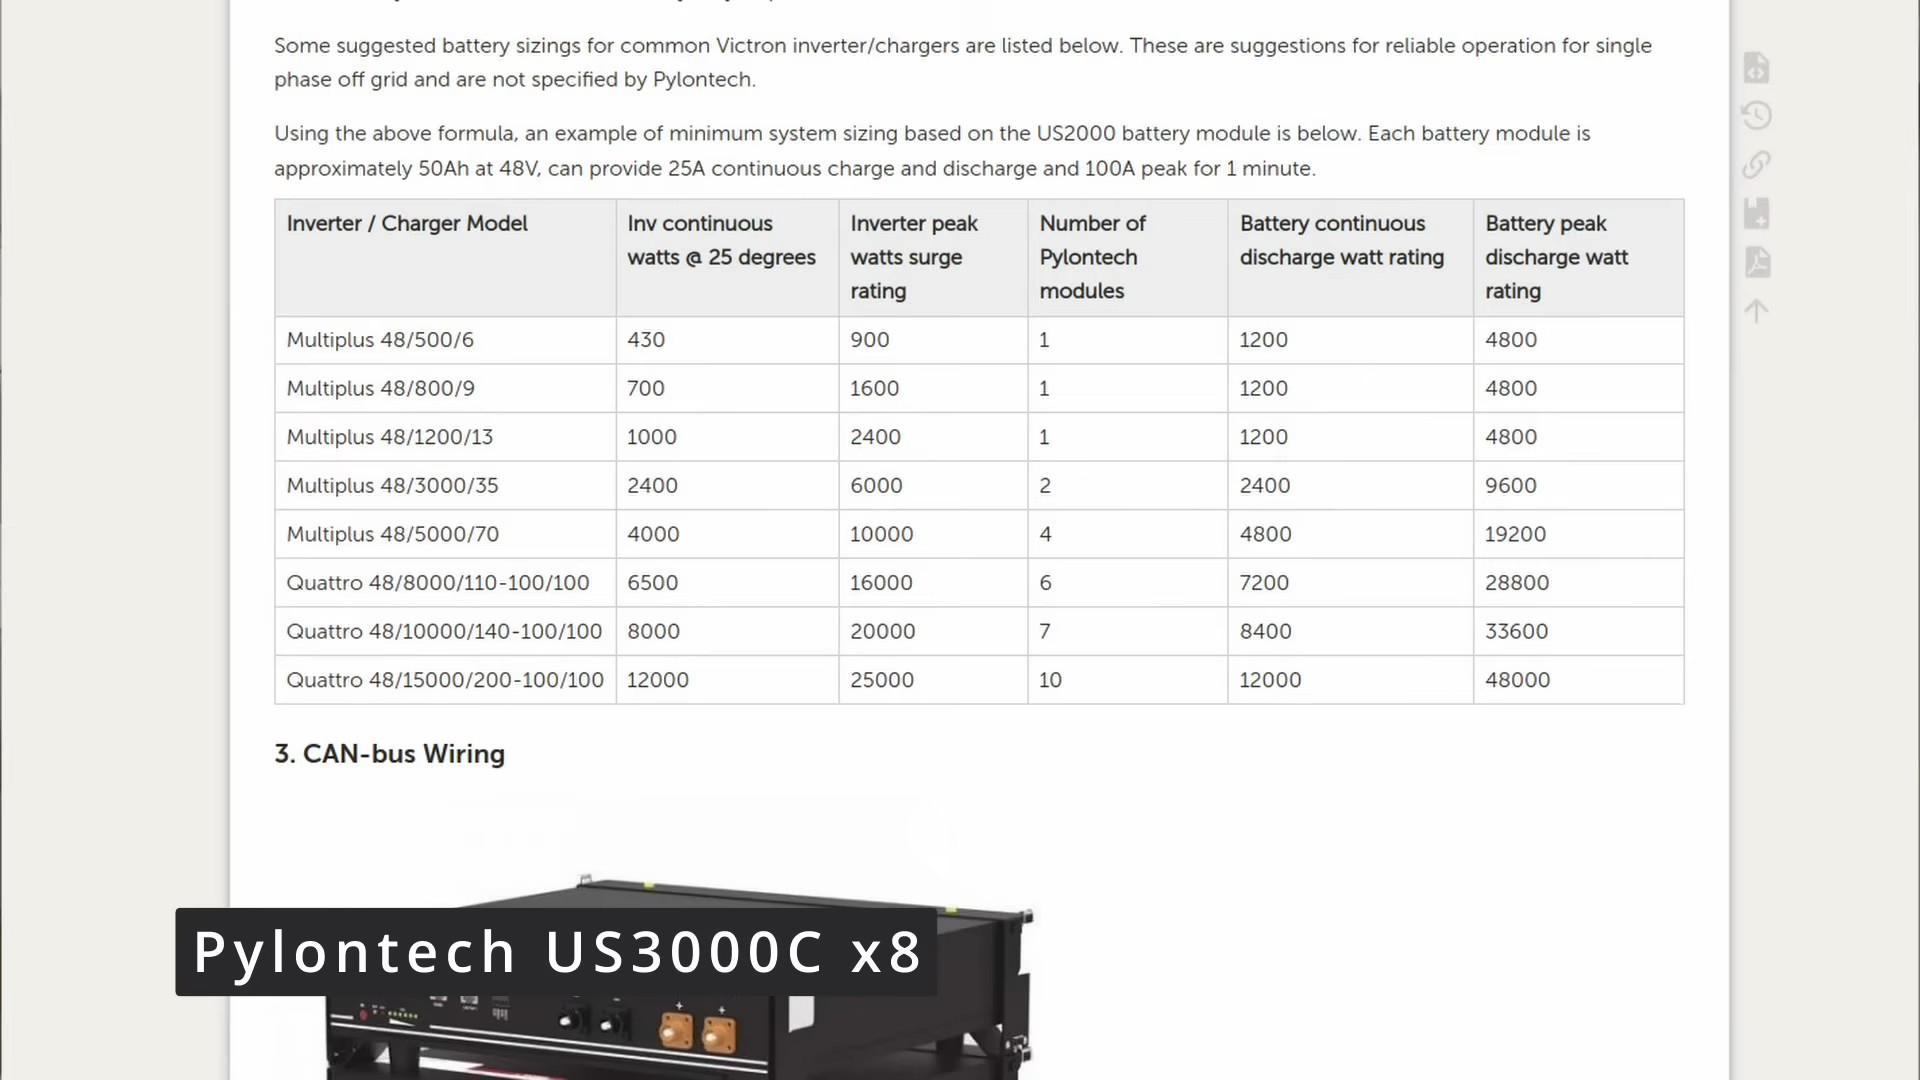 Some suggested battery sizings for common Victron inverter/chargers are listed below. These are suggestions for reliable operation for single
phase off grid and are not specified by Pylontech.
Using the above formula, an example of minimum system sizing based on the US2000 battery module is below. Each battery module is
approximately 50Ah at 48V, can provide 25A continuous charge and discharge and 100A peak for 1 minute.
Inverter / Charger Model | Inv continuous watts @ 25 degrees | Inverter peak watts surge rating | Number of Pylontech modules | Battery continuous discharge watt rating | Battery peak discharge watt rating
Multiplus 48/500/6 | 430 | 900 | 1 | 1200 | 4800
Multiplus 48/800/9 | 700 | 1600 | 1 | 1200 | 4800
Multiplus 48/1200/13 | 1000 | 2400 | 1 | 1200 | 4800
Multiplus 48/3000/35 | 2400 | 6000 | 2 | 2400 | 9600
Multiplus 48/5000/70 | 4000 | 10000 | 4 | 4800 | 19200
Quattro 48/8000/110-100/100 | 6500 | 16000 | 6 | 7200 | 28800
Quattro 48/10000/140-100/100 | 8000 | 20000 | 7 | 8400 | 33600
Quattro 48/15000/200-100/100 | 12000 | 25000 | 10 | 12000 | 48000
3. CAN-bus Wiring
Pylontech US3000C x8